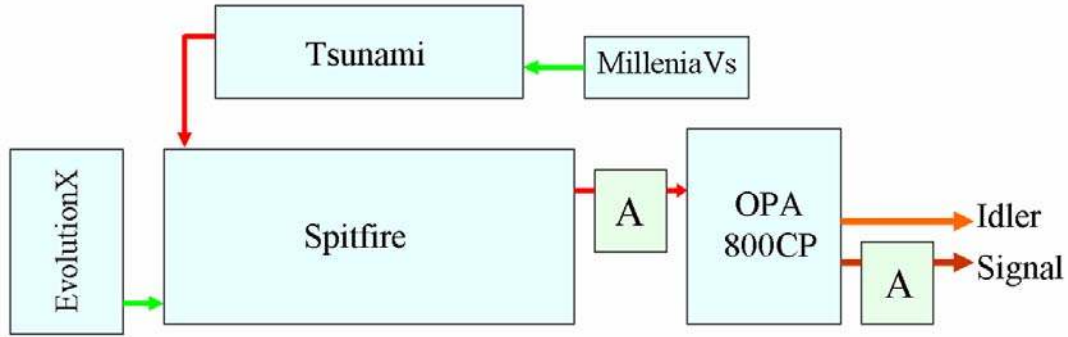 Tsunami
MilleniaVs
EvolutionX
Spitfire
A
OPA
800CP
Idler
Signal
A